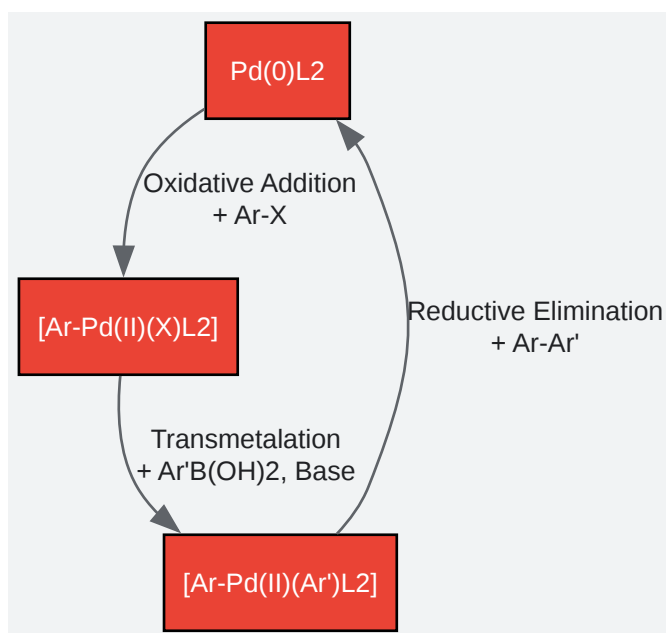 Pd(0)L2
Oxidative Addition
+ Ar-X
[Ar-Pd(II)(X)L2]
Reductive Elimination
+ Ar-Ar'
Transmetalation
+ Ar'B(OH)2, Base
[Ar-Pd(II)(Ar')L2]